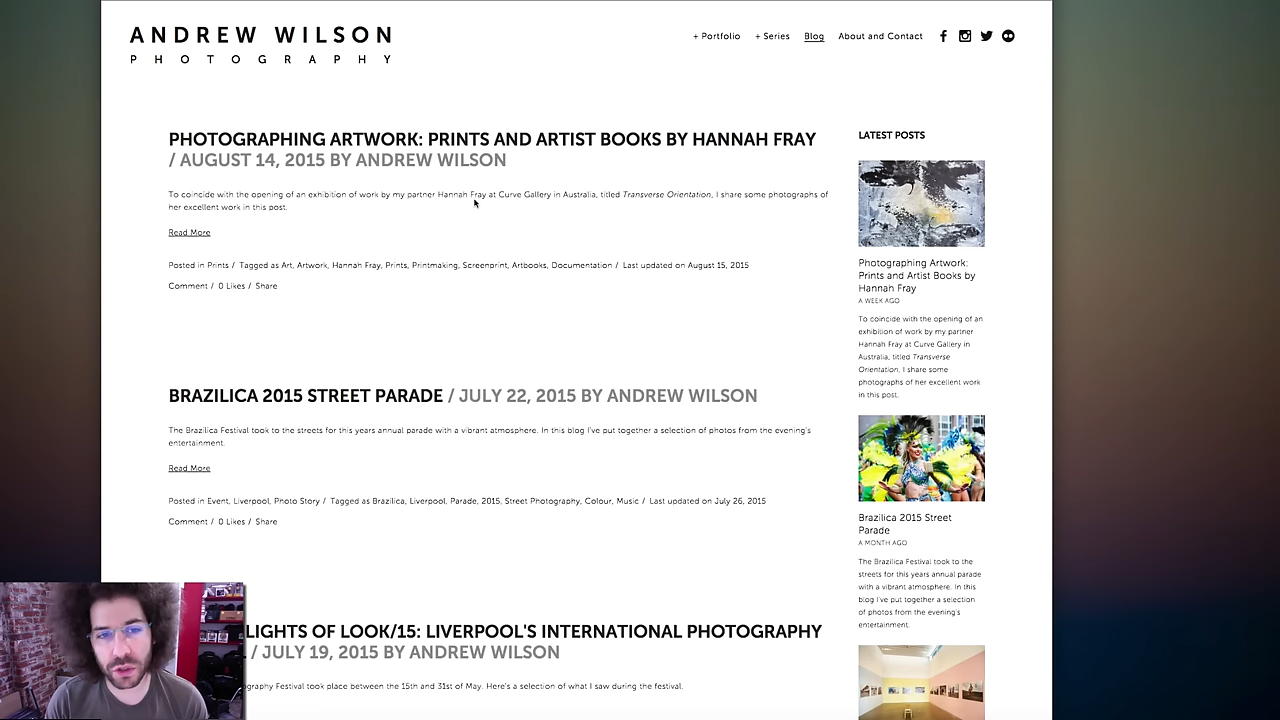 ANDREW WILSON
PHOTOGRAPHY
+ Portfolio + Series Blog About and Contact
PHOTOGRAPHING ARTWORK: PRINTS AND ARTIST BOOKS BY HANNAH FRAY
/ AUGUST 14, 2015 BY ANDREW WILSON
To coincide with the opening of an exhibition of work by my partner Hannah Fray at Curve Gallery in Australia, titled Transverse Orientation, I share some photographs of
her excellent work in this post.
Read More
Posted in Prints / Tagged as Art, Artwork, Hannah Fray, Prints, Printmaking, Screenprint, Artbooks, Documentation / Last updated on August 15, 2015
Comment / 0 Likes / Share
BRAZILICA 2015 STREET PARADE / JULY 22, 2015 BY ANDREW WILSON
The Brazilica Festival took to the streets for this years annual parade with a vibrant atmosphere. In this blog I've put together a selection of photos from the evening's
entertainment.
Read More
Posted in Event, Liverpool, Photo Story / Tagged as Brazilica, Liverpool, Parade, 2015, Street Photography, Colour, Music / Last updated on July 26, 2015
Comment / 0 Likes / Share
LIGHTS OF LOOK/15: LIVERPOOL'S INTERNATIONAL PHOTOGRAPHY
/ JULY 19, 2015 BY ANDREW WILSON
graphy Festival took place between the 15th and 31st of May. Here's a selection of what I saw during the festival.
LATEST POSTS
Photographing Artwork:
Prints and Artist Books by
Hannah Fray
A WEEK AGO
To coincide with the opening of an
exhibition of work by my partner
Hannah Fray at Curve Gallery in
Australia, titled Transverse
Orientation, I share some
photographs of her excellent work
in this post.
Brazilica 2015 Street
Parade
A MONTH AGO
The Brazilica Festival took to the
streets for this years annual parade
with a vibrant atmosphere. In this
blog I've put together a selection
of photos from the evening's
entertainment.